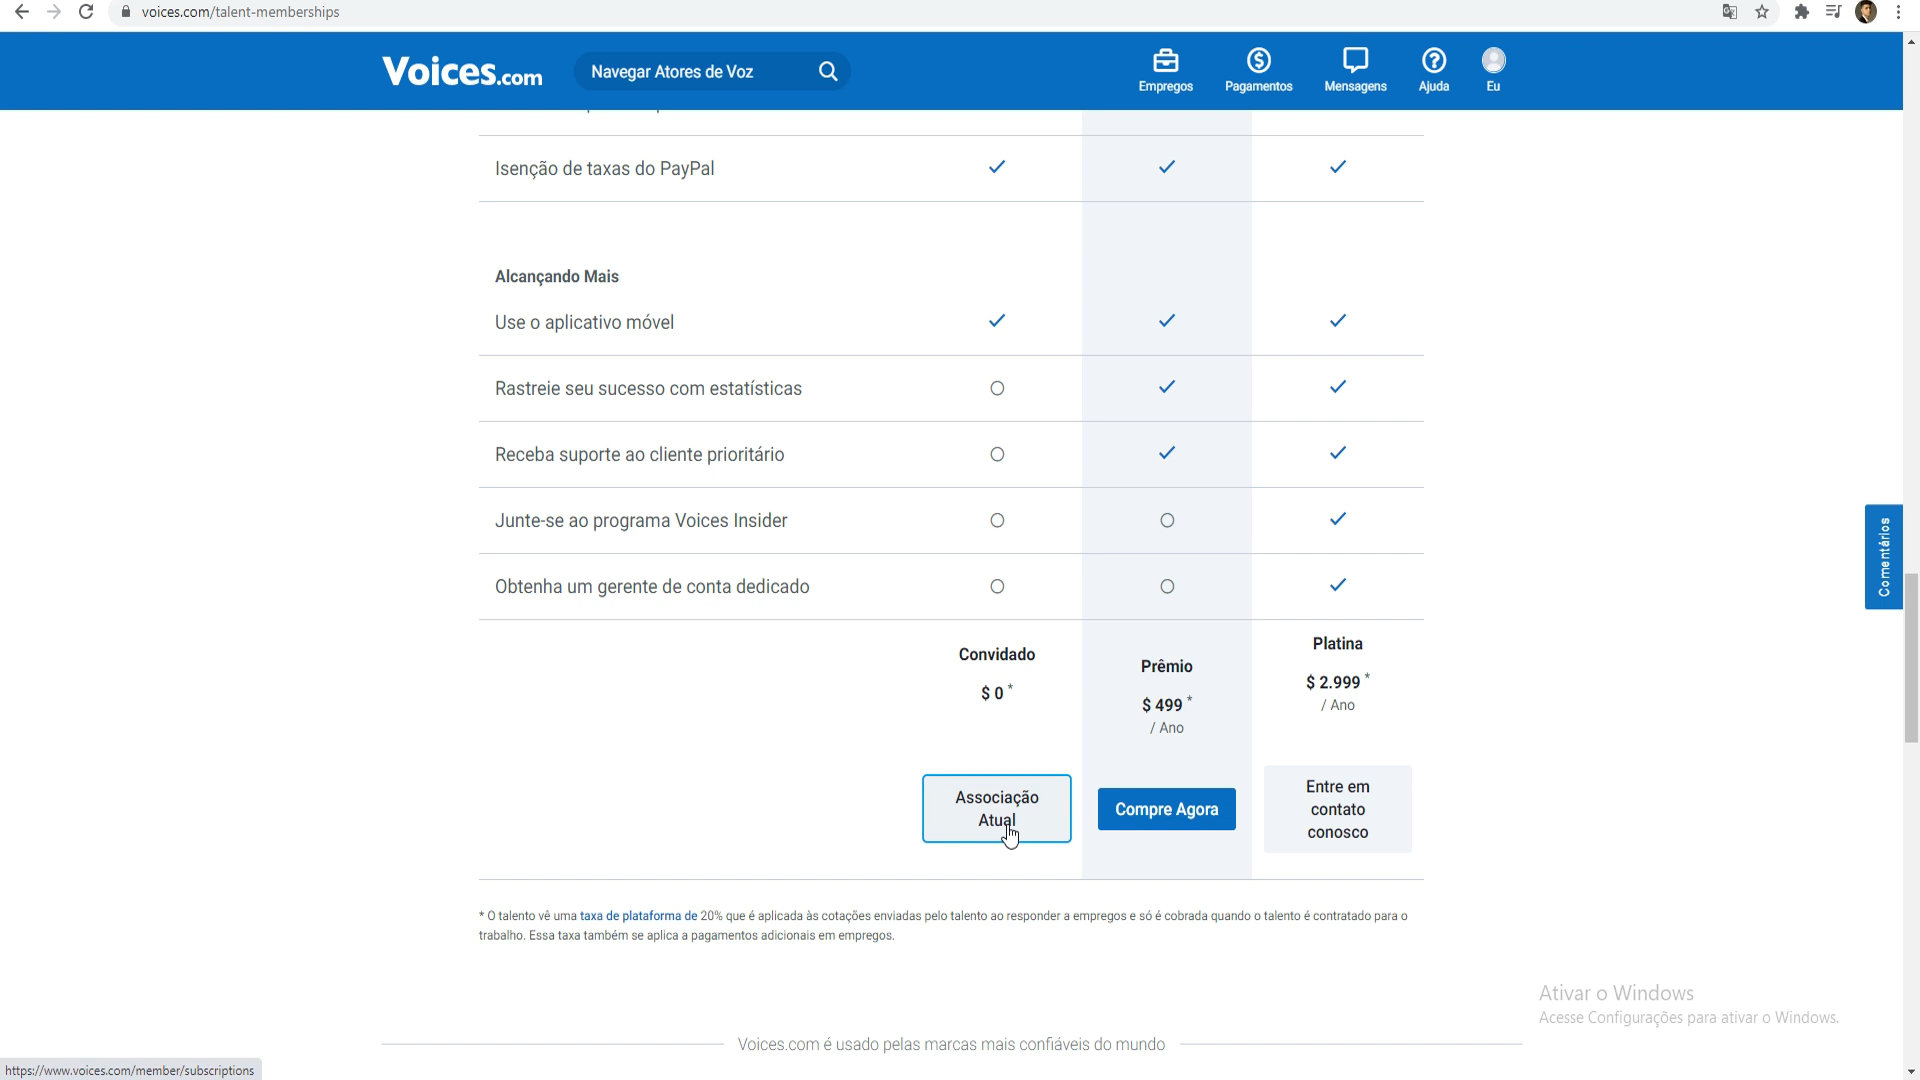 voices.com/talent-memberships
Voices.com
Navegar Atores de Voz
Empregos
Pagamentos
Mensagens
Ajuda
Eu
Isenção de taxas do PayPal
Alcançando Mais
Use o aplicativo móvel
Rastreie seu sucesso com estatísticas
Receba suporte ao cliente prioritário
Junte-se ao programa Voices Insider
Obtenha um gerente de conta dedicado
Convidado
$ 0 *
Prêmio
$ 499 *
/ Ano
Platina
$ 2.999 *
/ Ano
Associação
Atual
Compre Agora
Entre em
contato
conosco
Comentários
* O talento vê uma taxa de plataforma de 20% que é aplicada às cotações enviadas pelo talento ao responder a empregos e só é cobrada quando o talento é contratado para o
trabalho. Essa taxa também se aplica a pagamentos adicionais em empregos.
Ativar o Windows
Acesse Configurações para ativar o Windows.
Voices.com é usado pelas marcas mais confiáveis do mundo
https://www.voices.com/member/subscriptions